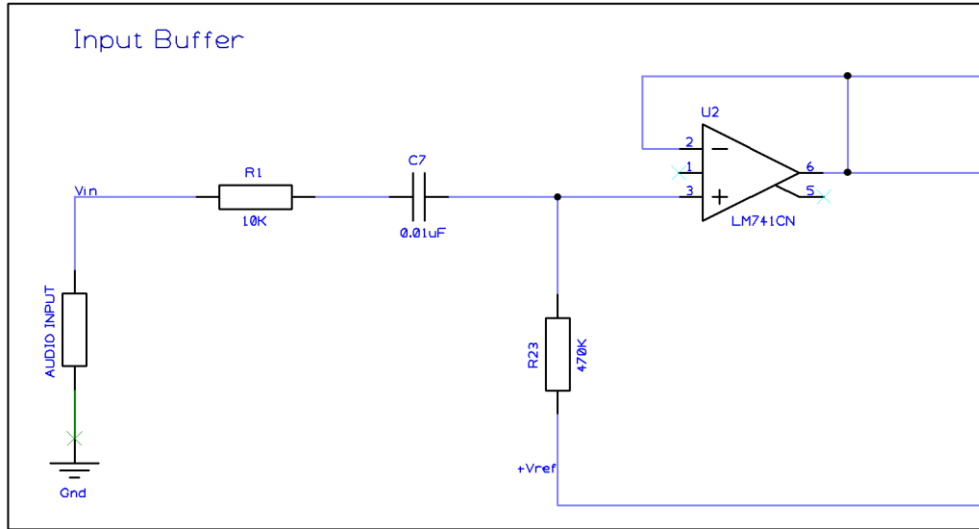 Input Buffer
U2
2
1
6
3
5
LM741CN
C7
R1
Vin
10K
0.01uF
AUDIO INPUT
R23
470K
+Vref
Gnd